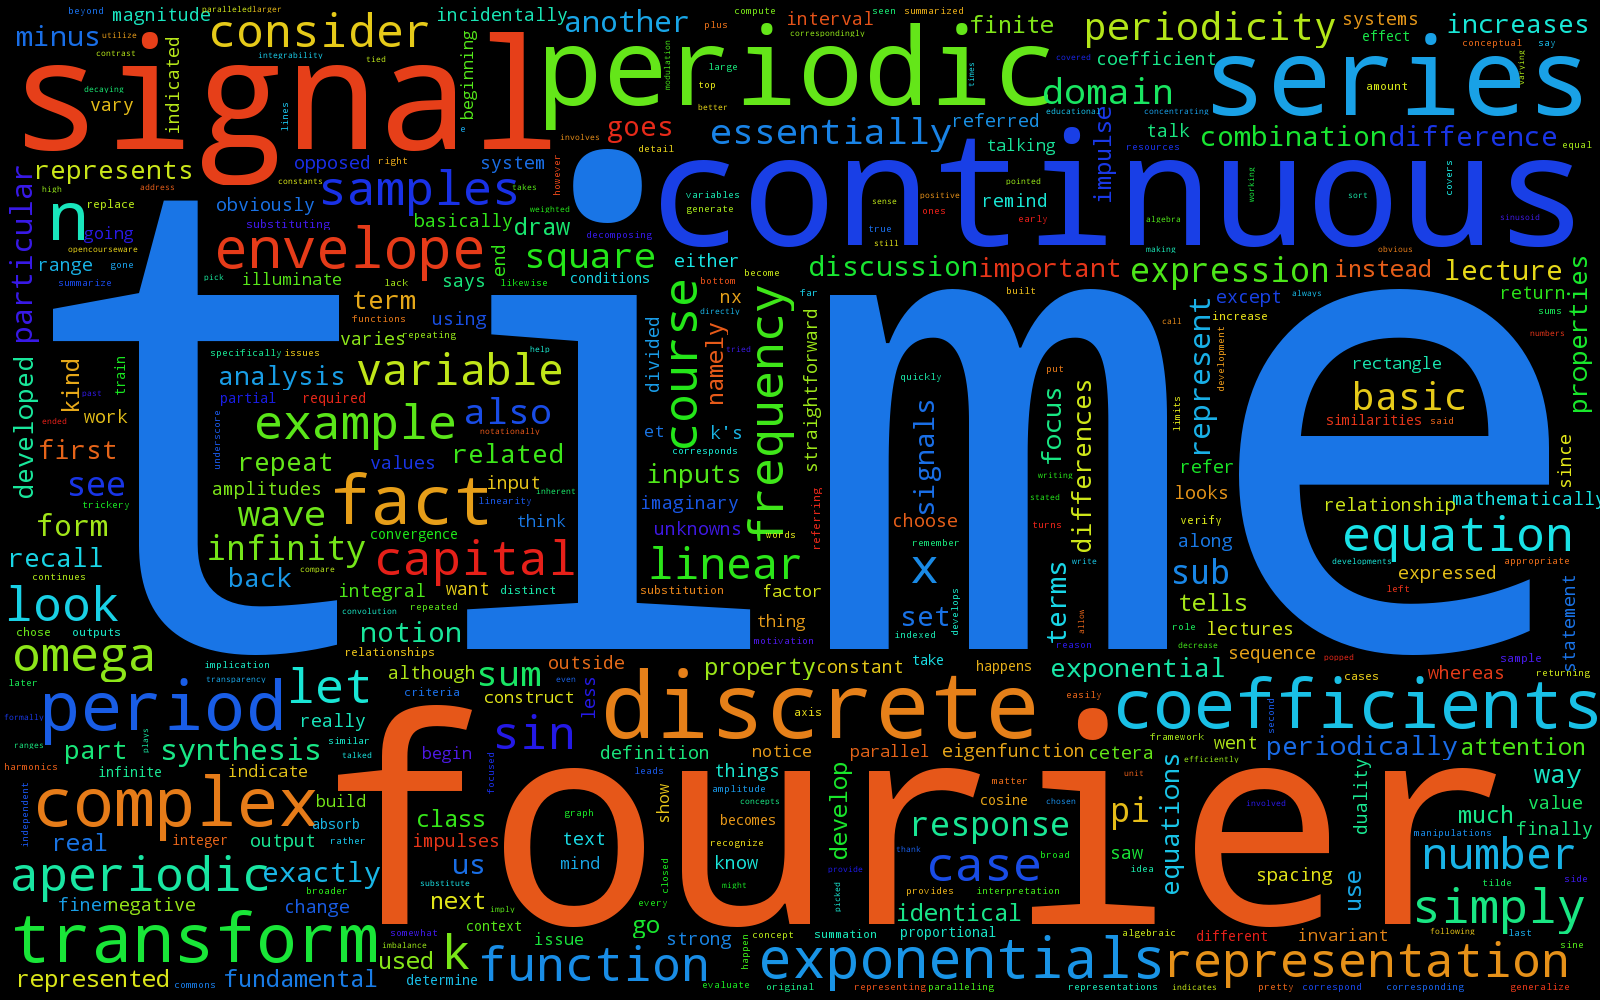 beyond paralleledlarger magnitude incidentally another compute seen summarized interval plus correspondingly finite periodicity systems effect increases
minus utilize contrast consider integrability tied indicated beginning
signal periodic modulation large top better times covered coefficient conceptual say varying series
decaying vary lines e domain amount educational concentrating
involves goes detail essentially referred talking impulse talk resources combination difference equal
represents opposed right system samples takes however continuous
high address constants variables generate sense positive pointed ones remind early true still algebra working covers sort sinusoid
particular n replace going obviously substituting basically weighted draw decomposing
opencourseware range gone summarize pick envelope illuminate lack says end likewise square conditions either become discussion important making obvious expression instead except always lecture return sums properties
time
term functions using varies repeating course bottom nx directly tried far built call represent increase development numbers
developed kind train past specifically issues help analysis partial required variable divided namely frequency straightforward quickly put limits rectangle basic similarities said
work ended first underscore example notationally also et k's corresponds signals focus differences since
see trickery repeat values related amplitudes input inherent linearity inputs imaginary writing stated refer looks relationship mathematically
form wave fact think unknowns words referring choose turns verify equation
recall continues infinity convergence compare capital linear remember along developments appropriate
look back integral want distinct substitution factor x write sub expressed left
chose outputs convolution repeated notion thing motivation set indexed develops terms allow tells role lectures statement
omega relationships implication transparency although sum outside even property constant take happens reason exponential decrease sequence popped cases whereas sample returning
later period let criteria construct less discrete axis easily coefficients
formally ranges part plays really similar talked synthesis begin sin focused definition notice parallel eigenfunction cetera framework went second periodically attention
harmonics infinite indicate fourier leads things matter unit efficiently way
independent complex build absorb class graph show amplitude concepts becomes develop cosine chosen pi equations involved duality much value
real integer output rather impulses text recognize response saw manipulations finally
aperiodic exactly us mind know closed thank case broad idea number
broader substitute might provide provides interpretation spacing use tilde side
finer negative change next imply every picked identical simply
transform somewhat imbalance context issue go strong concept summation proportional algebraic different invariant following last sine
represented commons fundamental used determine k function evaluate happen original exponentials representing paralleling representations indicates representation pretty correspond corresponding generalize